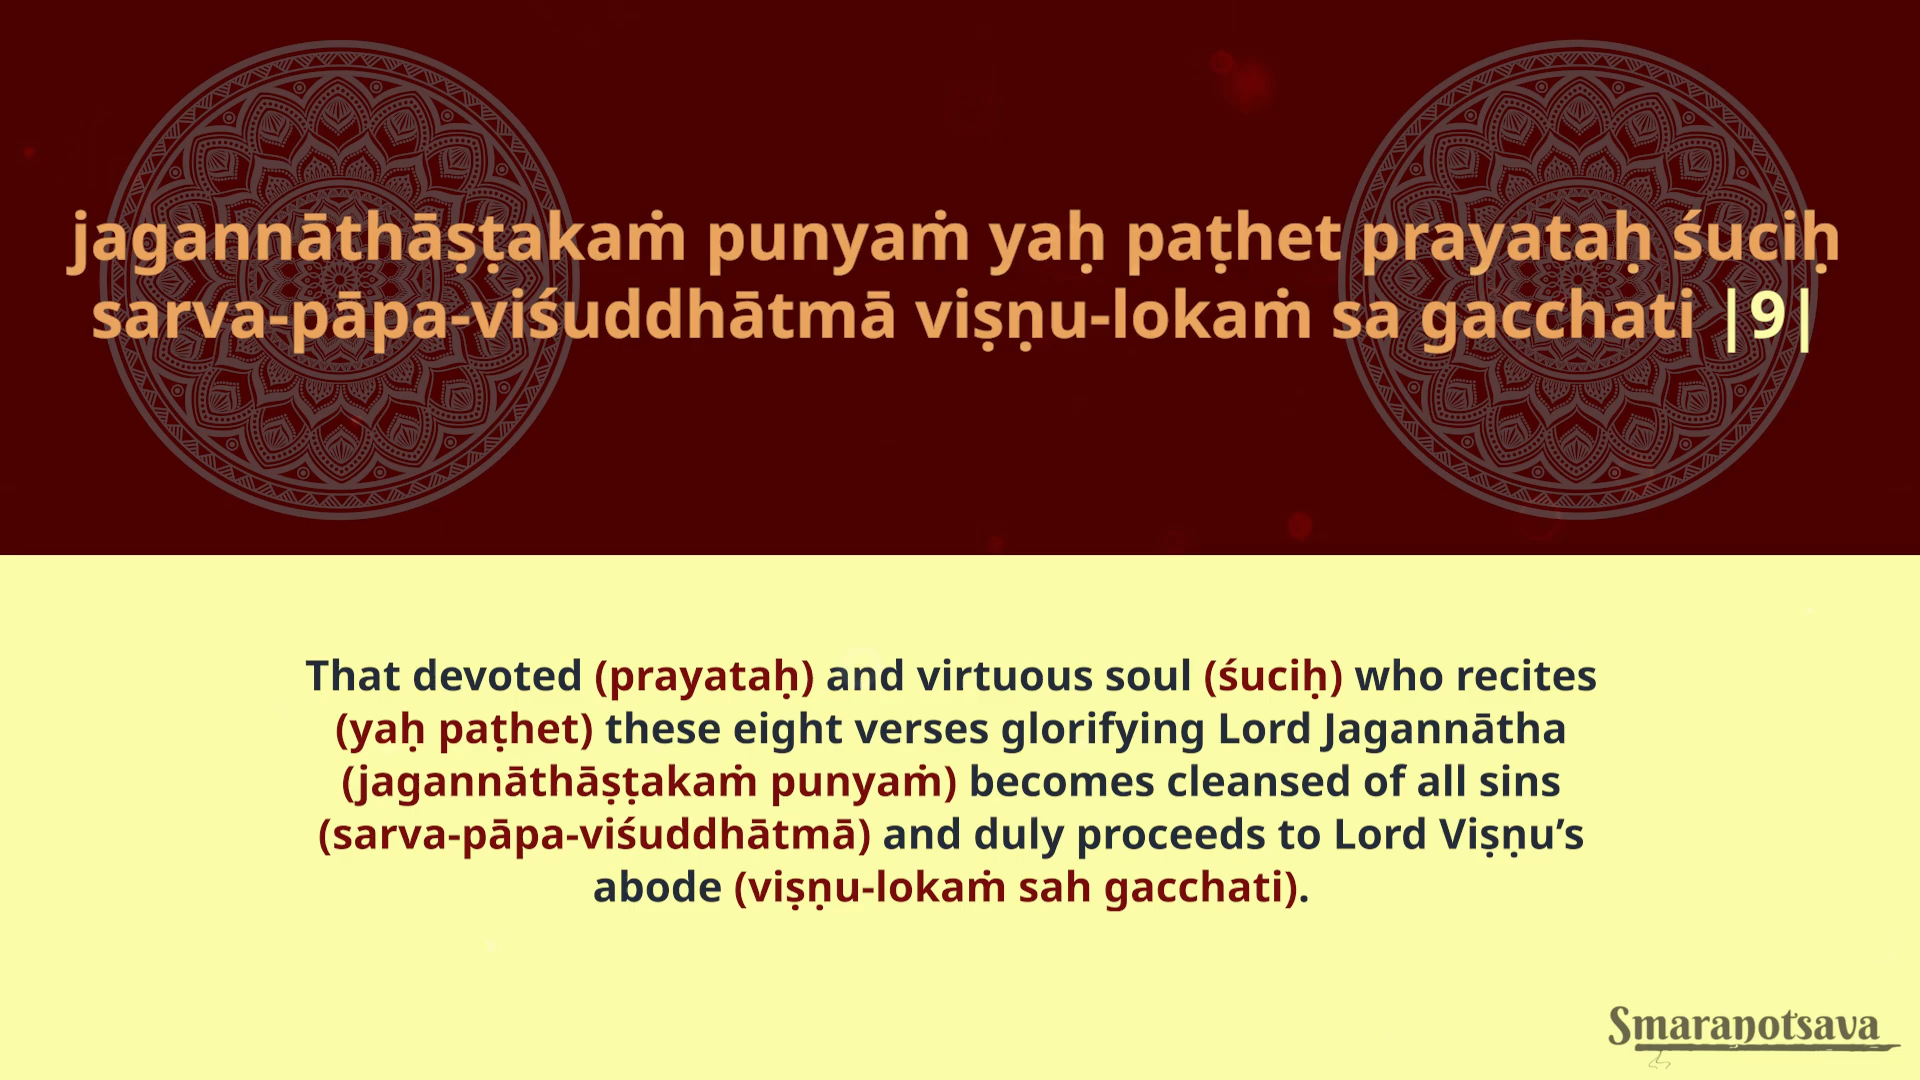 jagannāthāṣṭakaṁ punyaṁ yaḥ paṭhet prayataḥ śuciḥ
sarva-pāpa-viśuddhātmā viṣṇu-lokaṁ sa gacchati |9|
That devoted (prayataḥ) and virtuous soul (śuciḥ) who recites
(yaḥ paṭhet) these eight verses glorifying Lord Jagannātha
(jagannāthāṣṭakaṁ punyaṁ) becomes cleansed of all sins
(sarva-pāpa-viśuddhātmā) and duly proceeds to Lord Viṣṇu’s
abode (viṣṇu-lokaṁ sah gacchati).
Smaraṇotsava